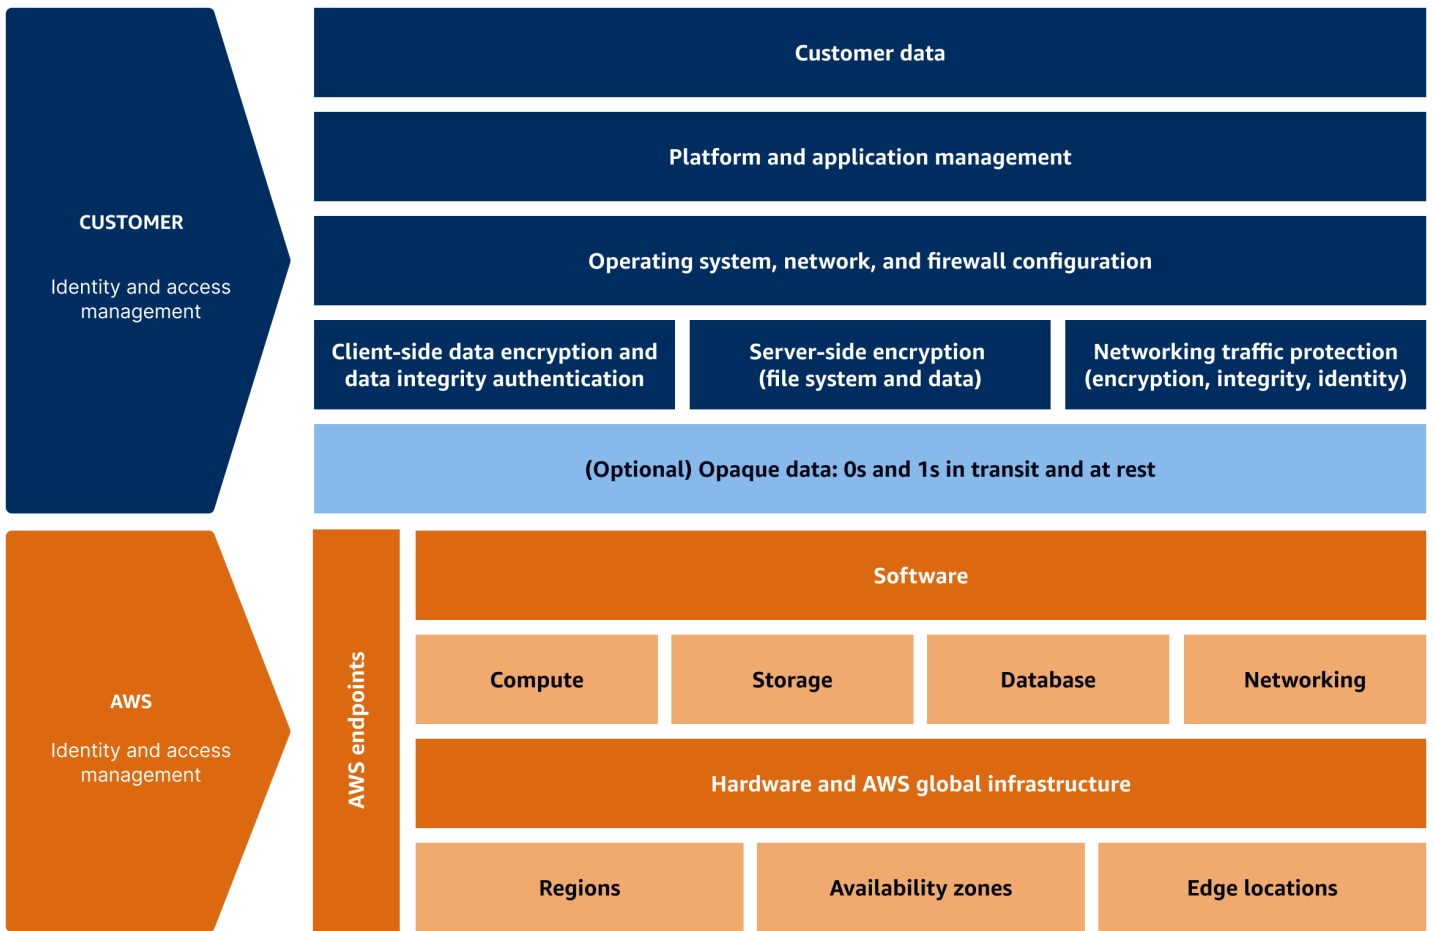 CUSTOMER
Identity and access
management
Customer data
Platform and application management
Operating system, network, and firewall configuration
Client-side data encryption and
data integrity authentication
Server-side encryption
(file system and data)
Networking traffic protection
(encryption, integrity, identity)
(Optional) Opaque data: 0s and 1s in transit and at rest
AWS
Identity and access
management
AWS endpoints
Software
Compute
Storage
Database
Networking
Hardware and AWS global infrastructure
Regions
Availability zones
Edge locations